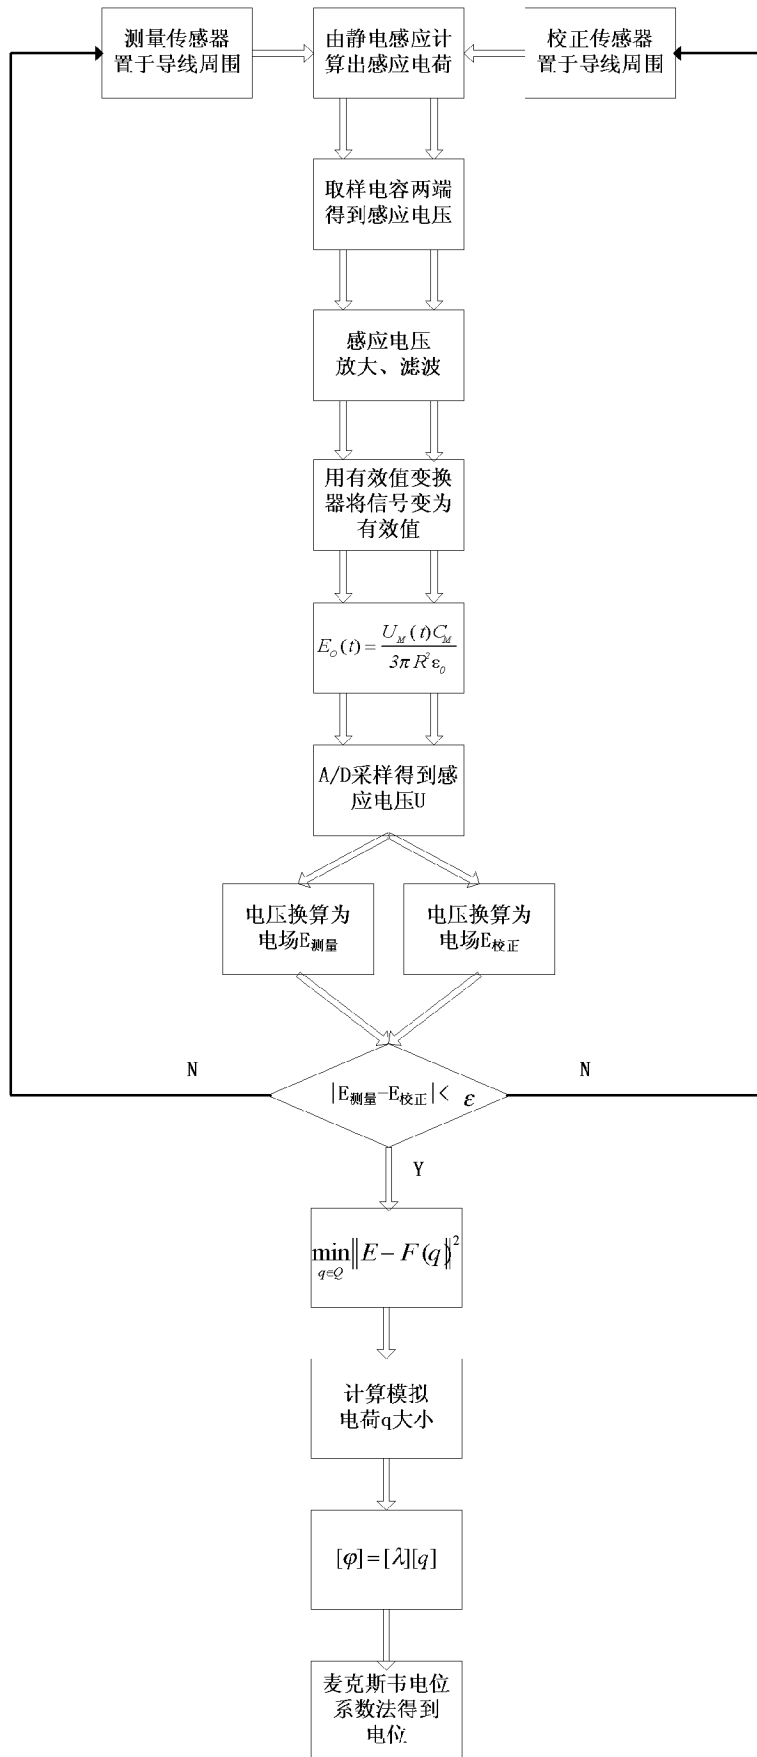 测量传感器
置于导线周围
由静电感应计
算出感应电荷
校正传感器
置于导线周围
取样电容两端
得到感应电压
感应电压
放大、滤波
用有效值变换
器将信号变为
有效值
E_O(t)=\frac{U_M(t)C_M}{3πR²ε_0}
A/D采样得到感
应电压U
电压换算为
电场E测量
电压换算为
电场E校正
N
N
|E测量-E校正|< ε
Y
min_{q∈Q}‖E-F(q)‖²
计算模拟
电荷q大小
[φ]=[λ][q]
麦克斯韦电位
系数法得到
电位